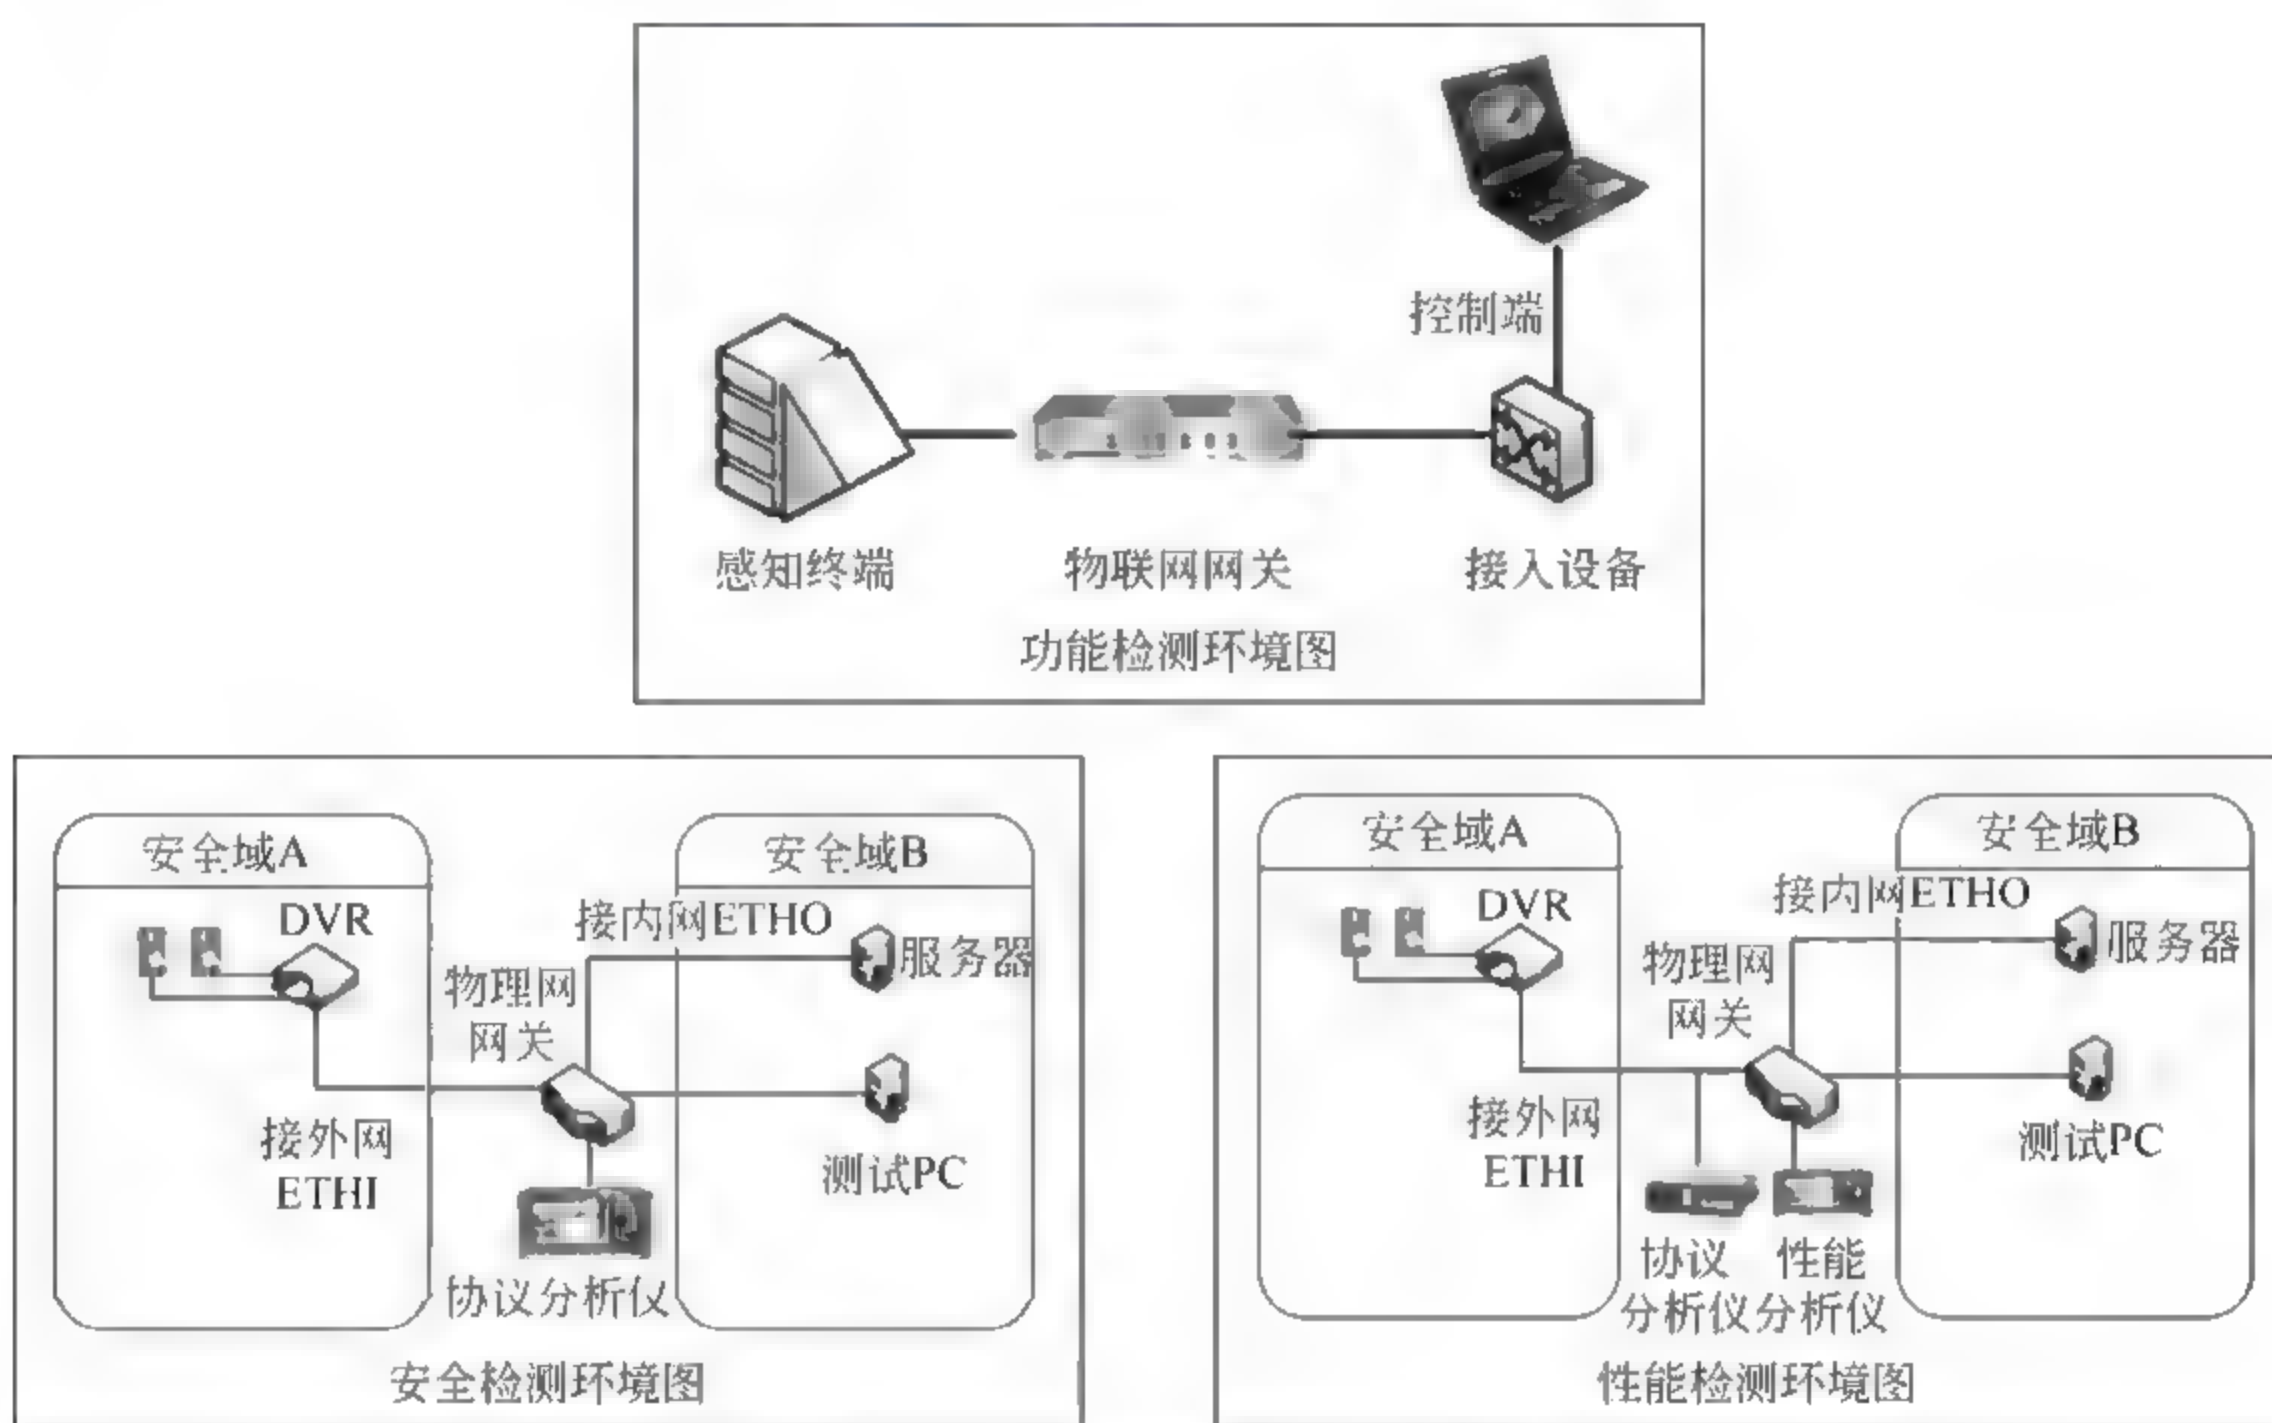 控制端
感知终端
物联网网关
接入设备
功能检测环境图
安全域A
安全域B
DVR
接内网ETHO
服务器
物理网
网关
接外网
ETHI
测试PC
协议分析仪
安全检测环境图
安全域A
安全域B
DVR
接内网ETHO
服务器
物理网
网关
接外网
ETHI
测试PC
协议
分析仪
性能
分析仪
性能检测环境图